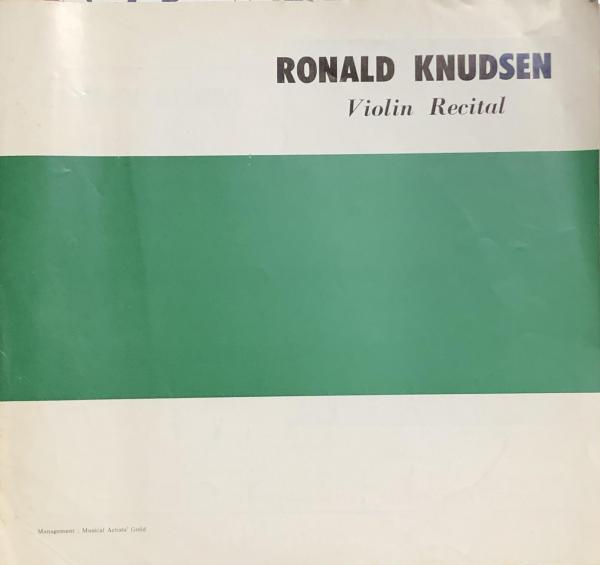 RONALD KNUDSEN
Violin Recital
Management : Musical Artists' Guild